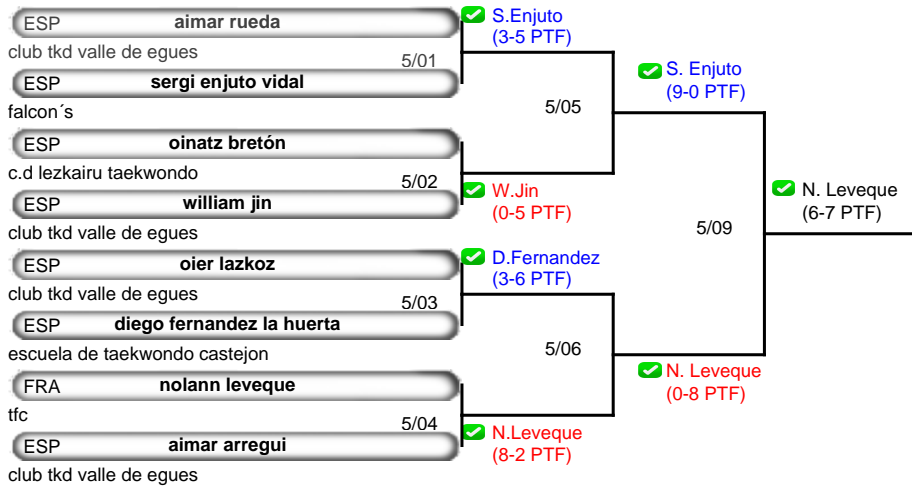 ESP aimar rueda
club tkd valle de egues
5/01
ESP sergi enjuto vidal
falcon´s
S.Enjuto
(3-5 PTF)
ESP oinatz bretón
c.d lezkairu taekwondo
5/02
ESP william jin
club tkd valle de egues
W.Jin
(0-5 PTF)
5/05
S. Enjuto
(9-0 PTF)
ESP oier lazkoz
club tkd valle de egues
5/03
ESP diego fernandez la huerta
escuela de taekwondo castejon
D.Fernandez
(3-6 PTF)
FRA nolann leveque
tfc
5/04
ESP aimar arregui
club tkd valle de egues
N.Leveque
(8-2 PTF)
5/06
N. Leveque
(0-8 PTF)
5/09
N. Leveque
(6-7 PTF)